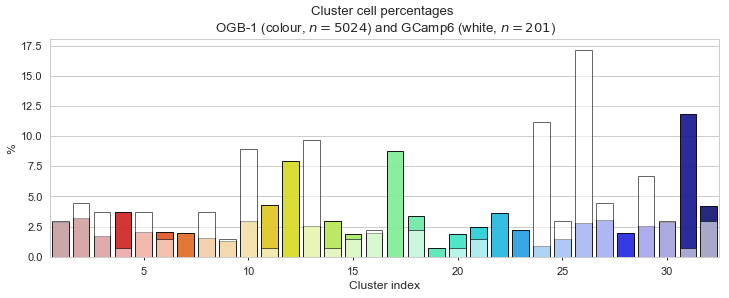 Cluster cell percentages
OGB-1 (colour, n = 5024) and GCamp6 (white, n = 201)
17.5
15.0
12.5
10.0
7.5
5.0
2.5
0.0
%
5 10 15 20 25 30
Cluster index